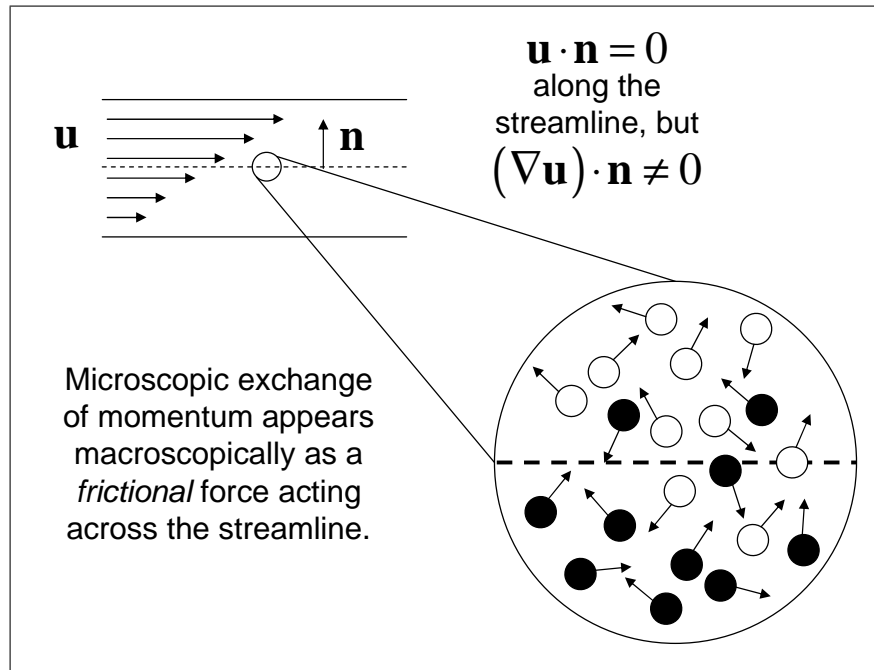 u · n = 0
along the
streamline, but
(∇u) · n ≠ 0
u
n
Microscopic exchange
of momentum appears
macroscopically as a
frictional force acting
across the streamline.